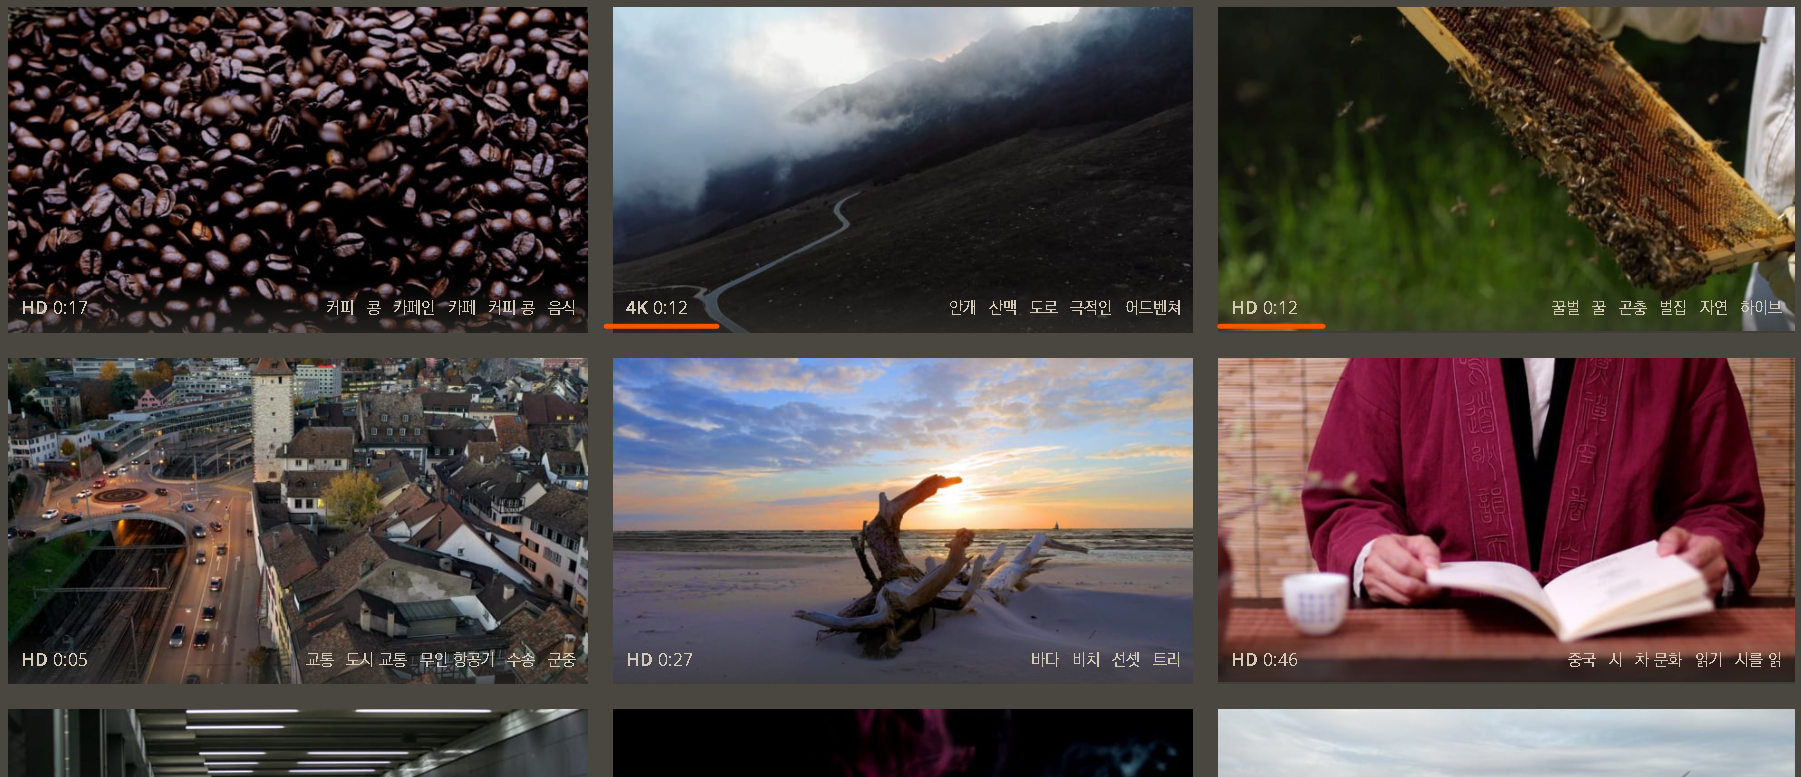 HD 0:17 커피 콩 카페인 카페 커피 콩 음식
4K 0:12 안개 산맥 도로 극적인 어드벤쳐
HD 0:12 꿀벌 꿀 곤충 벌집 자연 하이브
HD 0:05 교통 도시 교통 무인 항공기 수송 군중
HD 0:27 바다 비치 선셋 트리
HD 0:46 중국 시 차 문화 읽기 시를 읽